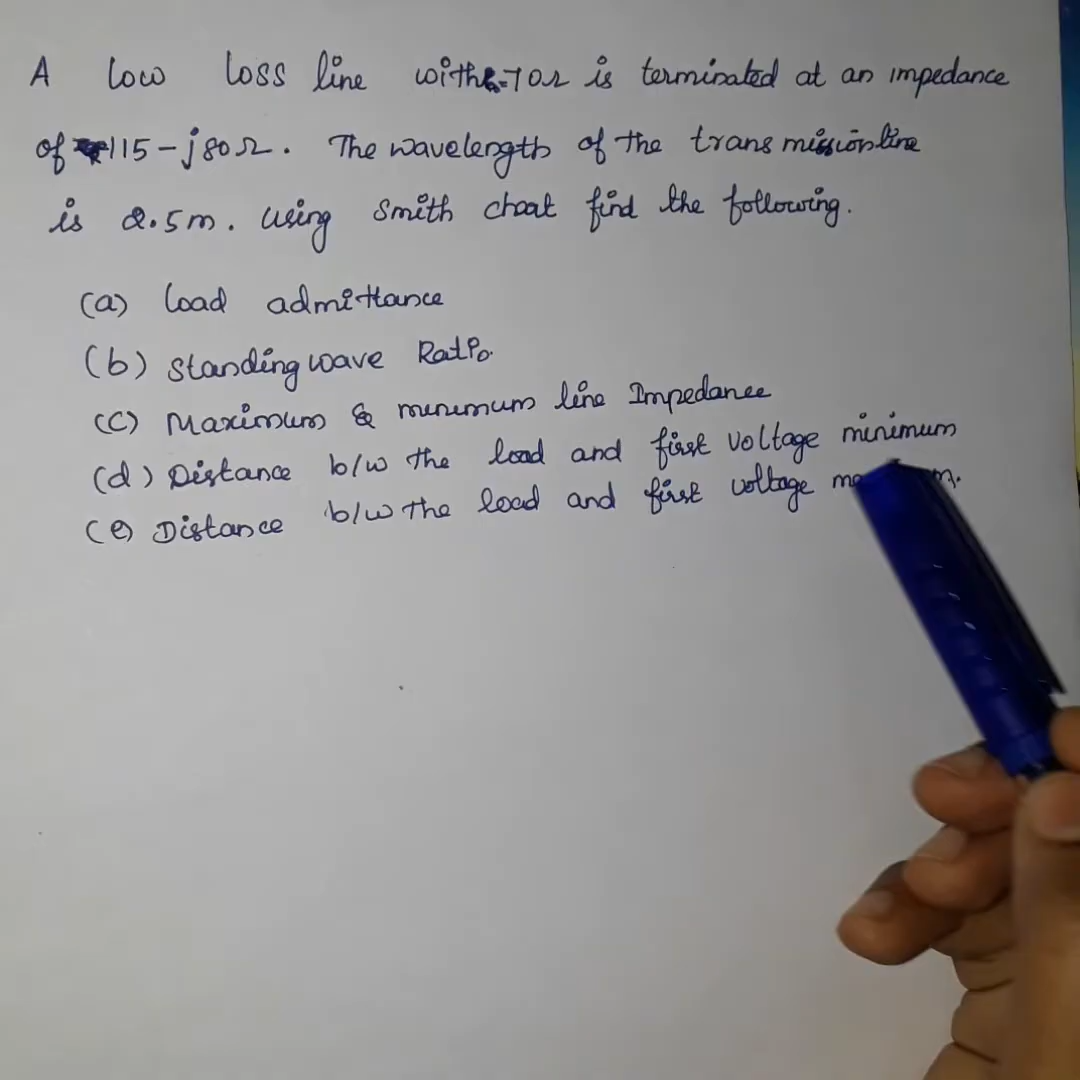 A low loss line with R₀=70Ω is terminated at an impedance
of 115-j80Ω. The wavelength of the transmission line
is 2.5m. Using Smith chart find the following.
(a) load admittance
(b) Standing wave Ratio.
(c) Maximum & minimum line Impedance
(d) Distance b/w the load and first voltage minimum
(e) Distance b/w the load and first voltage